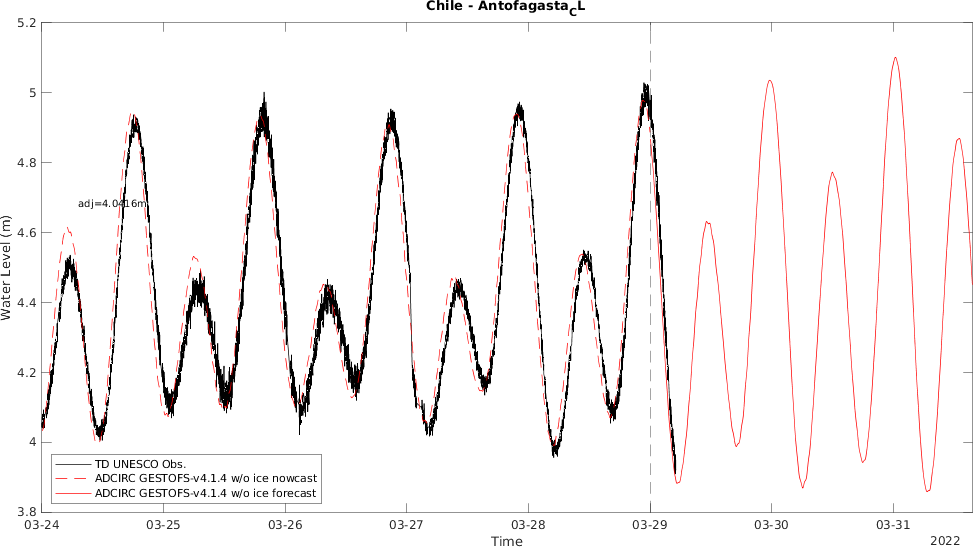 Chile - Antofagasta_CL
5.2
5
4.8
4.6
4.4
4.2
4
3.8
Water Level (m)
adj=4.0416m
TD UNESCO Obs.
ADCIRC GESTOFS-v4.1.4 w/o ice nowcast
ADCIRC GESTOFS-v4.1.4 w/o ice forecast
03-24 03-25 03-26 03-27 03-28 03-29 03-30 03-31
Time
2022